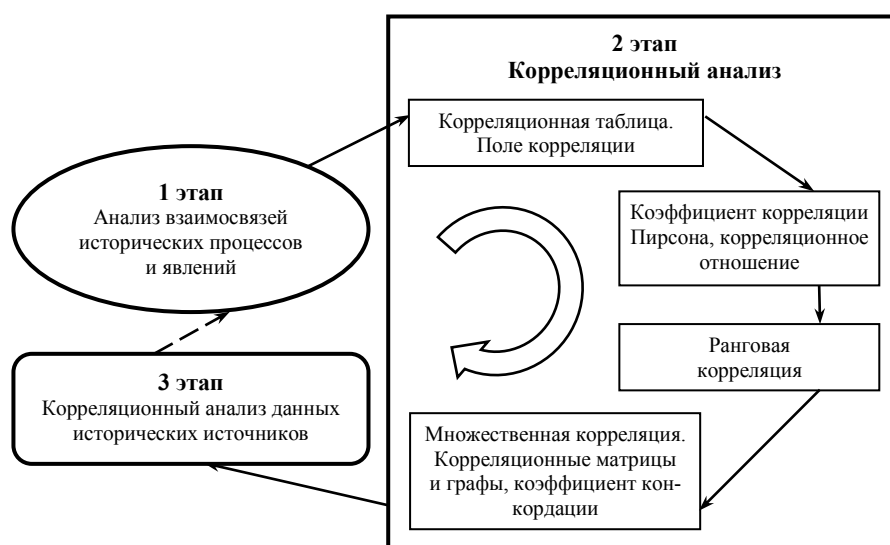 2 этап
Корреляционный анализ
Корреляционная таблица.
Поле корреляции
1 этап
Анализ взаимосвязей
исторических процессов
и явлений
Коэффициент корреляции
Пирсона, корреляционное
отношение
Ранговая
корреляция
3 этап
Корреляционный анализ данных
исторических источников
Множественная корреляция.
Корреляционные матрицы
и графы, коэффициент кон-
кордации